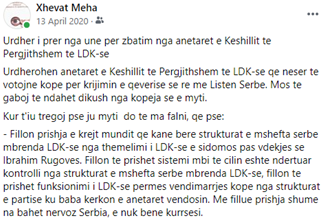 Xhevat Meha
13 April 2020
Urdher i prer nga une per zbatim nga anetaret e Keshillit te
Pergjithshem te LDK-se
Urdherohen anetaret e Keshillit te Pergjithshem te LDK-se qe neser te
votojne kope per krijimin e qeverise se re me Listen Serbe. Mos te
gaboj te ndahet dikush nga kopeja se e myti.
Kur t'iu tregoj pse ju myti do te ma falni, qe pse:
- Fillon prishja e krejt mundit qe kane bere strukturat e mshefta serbe
mbrenda LDK-se nga themelimi i LDK-se e sidomos pas vdekjes se
Ibrahim Rugoves. Fillon te prishet sistemi mbi te cilin eshte ndertuar
kontrolli nga strukturat e mshefta serbe mbrenda LDK-se, fillon te
prishet funksionimi i LDK-se permes vendimarrjes kope nga strukturat
e partise ku baba kerkon e anetaret vendosin. Me fillue prishja shume
na bahet nervoz Serbia, e nuk bene kurrsesi.